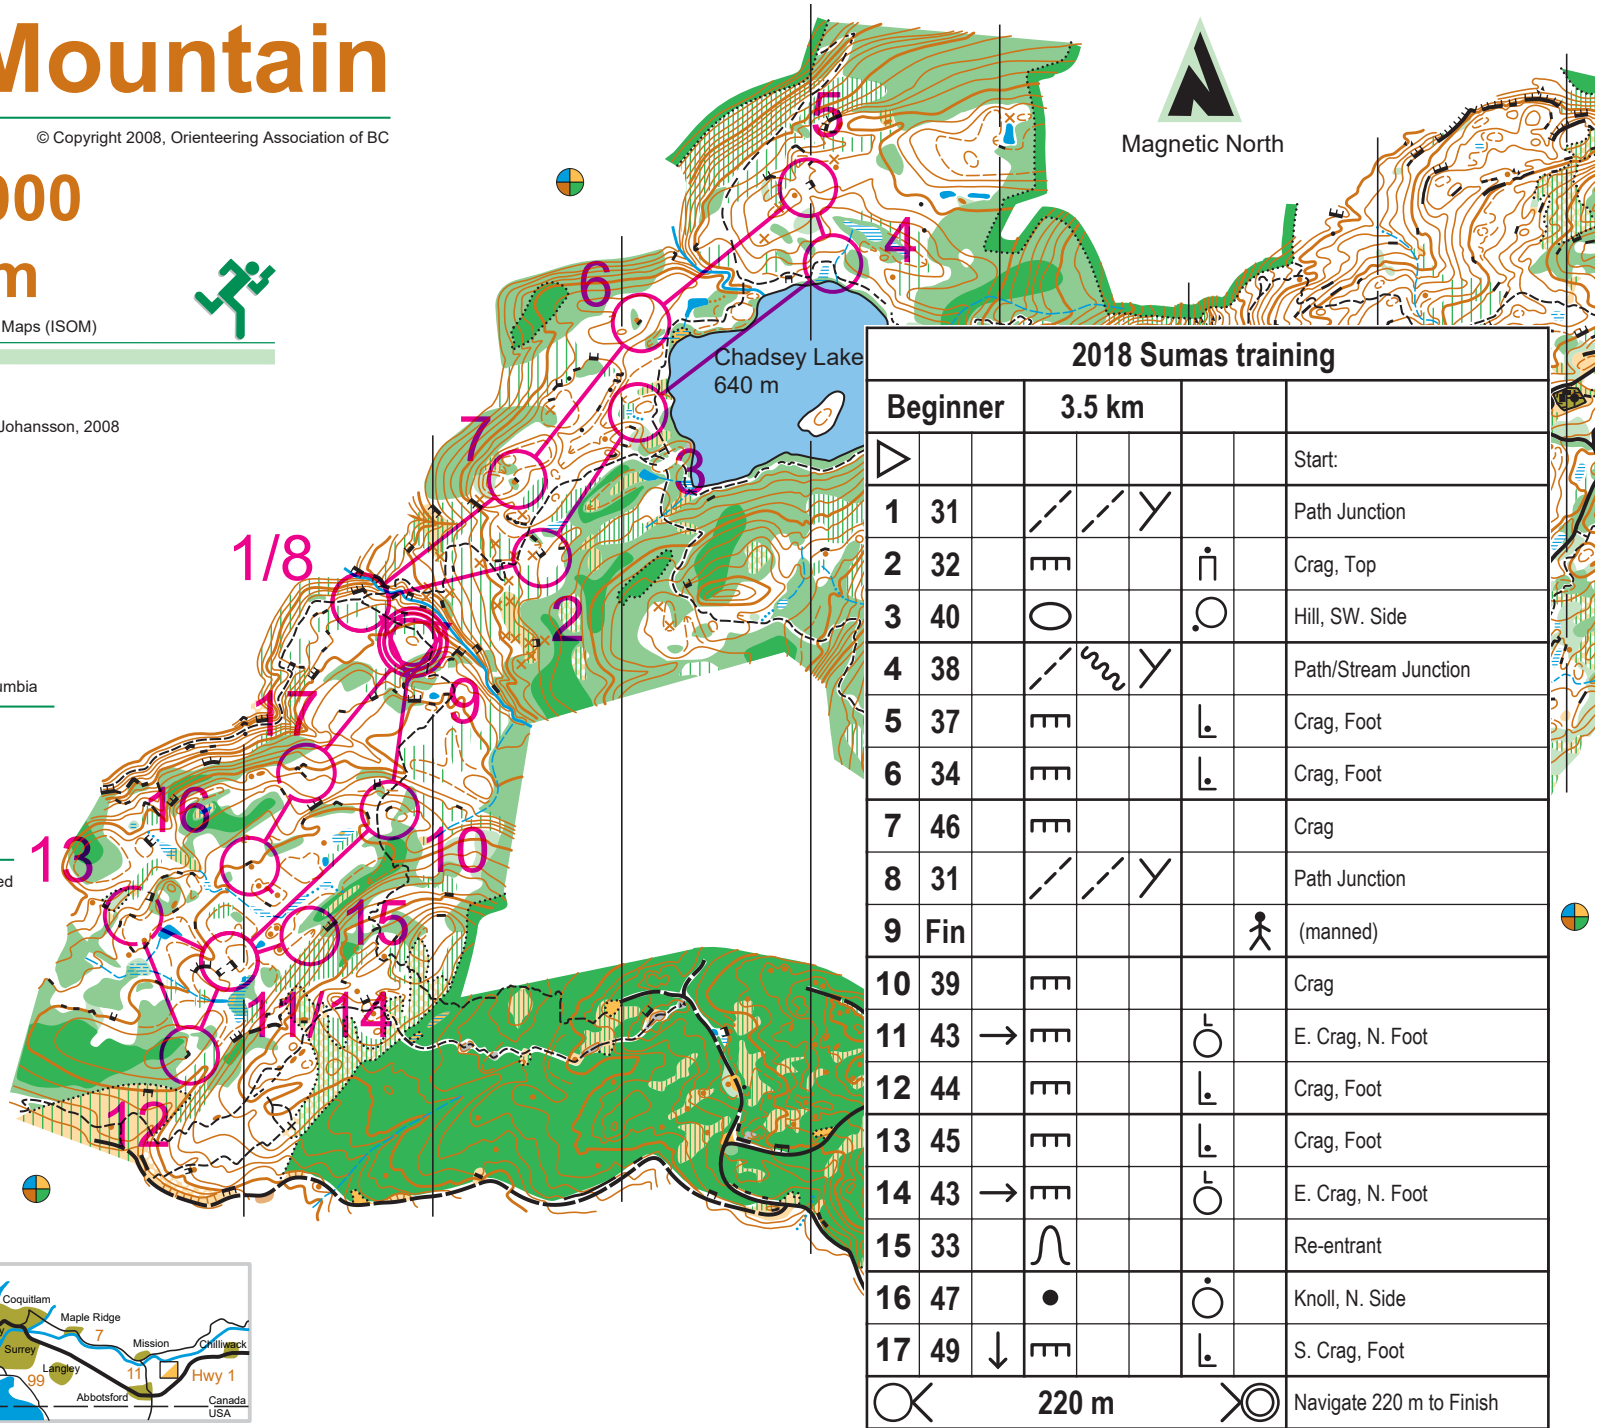 Mountain
© Copyright 2008, Orienteering Association of BC
000
m
Maps (ISOM)
Johansson, 2008
umbia
ed
Magnetic North
Chadsey Lake
640 m
5
4
6
7
3
1/8
2
17
9
16
13
10
15
11/14
12
2018 Sumas training
Beginner 3.5 km
Start:
1 31 Path Junction
2 32 Crag, Top
3 40 Hill, SW. Side
4 38 Path/Stream Junction
5 37 Crag, Foot
6 34 Crag, Foot
7 46 Crag
8 31 Path Junction
9 Fin (manned)
10 39 Crag
11 43 E. Crag, N. Foot
12 44 Crag, Foot
13 45 Crag, Foot
14 43 E. Crag, N. Foot
15 33 Re-entrant
16 47 Knoll, N. Side
17 49 S. Crag, Foot
220 m Navigate 220 m to Finish
Coquitlam
Maple Ridge
7
Mission
Chilliwack
Surrey
Langley
99
11
Hwy 1
Abbotsford
Canada
USA